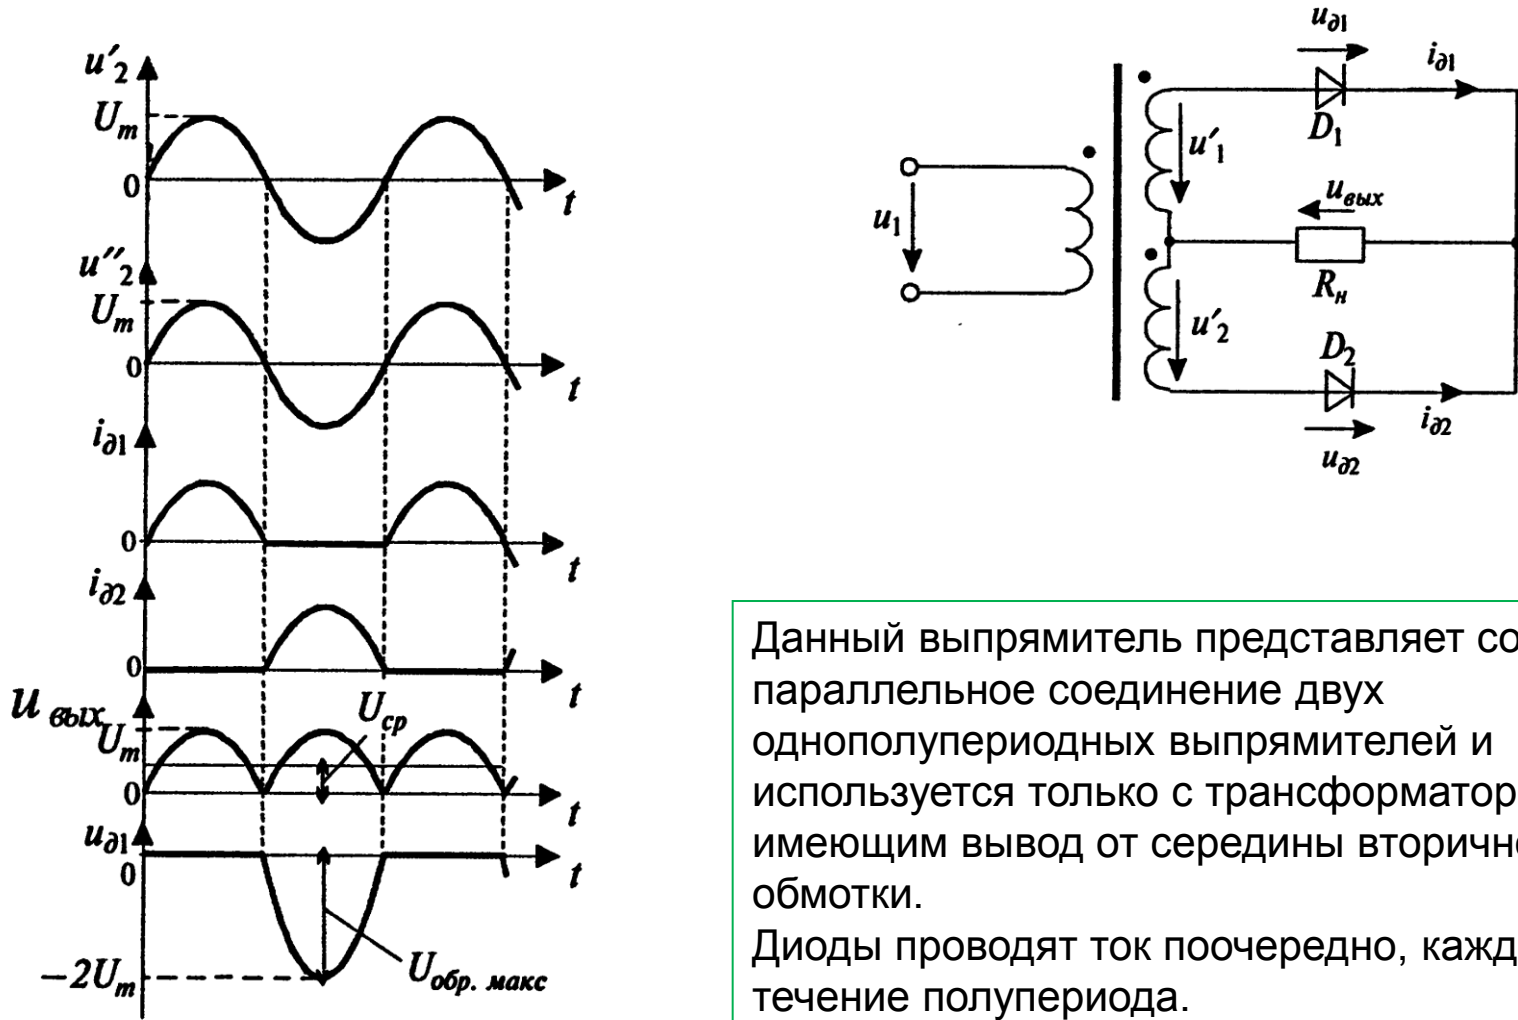 u′2
Um
0
t
u″2
Um
0
t
iд1
0
t
iд2
0
t
u вых
Um
Uср
0
t
uд1
0
t
−2Um
Uобр. макс
uд1
iд1
D1
u′1
u1
uвых
Rн
u′2
D2
iд2
uд2
Данный выпрямитель представляет со
параллельное соединение двух
однополупериодных выпрямителей и
используется только с трансформатор
имеющим вывод от середины вторичн
обмотки.
Диоды проводят ток поочередно, кажд
течение полупериода.